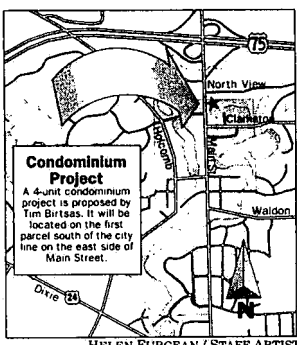 75
North View
Clarkston
Holcomb
Main St
Condominium
Project
A 4-unit condominium
project is proposed by
Tim Birtsas. It will be
located on the first
parcel south of the city
line on the east side of
Main Street.
Waldon
Dixie 24
N
HELEN FURCEAN / STAFF ARTIST